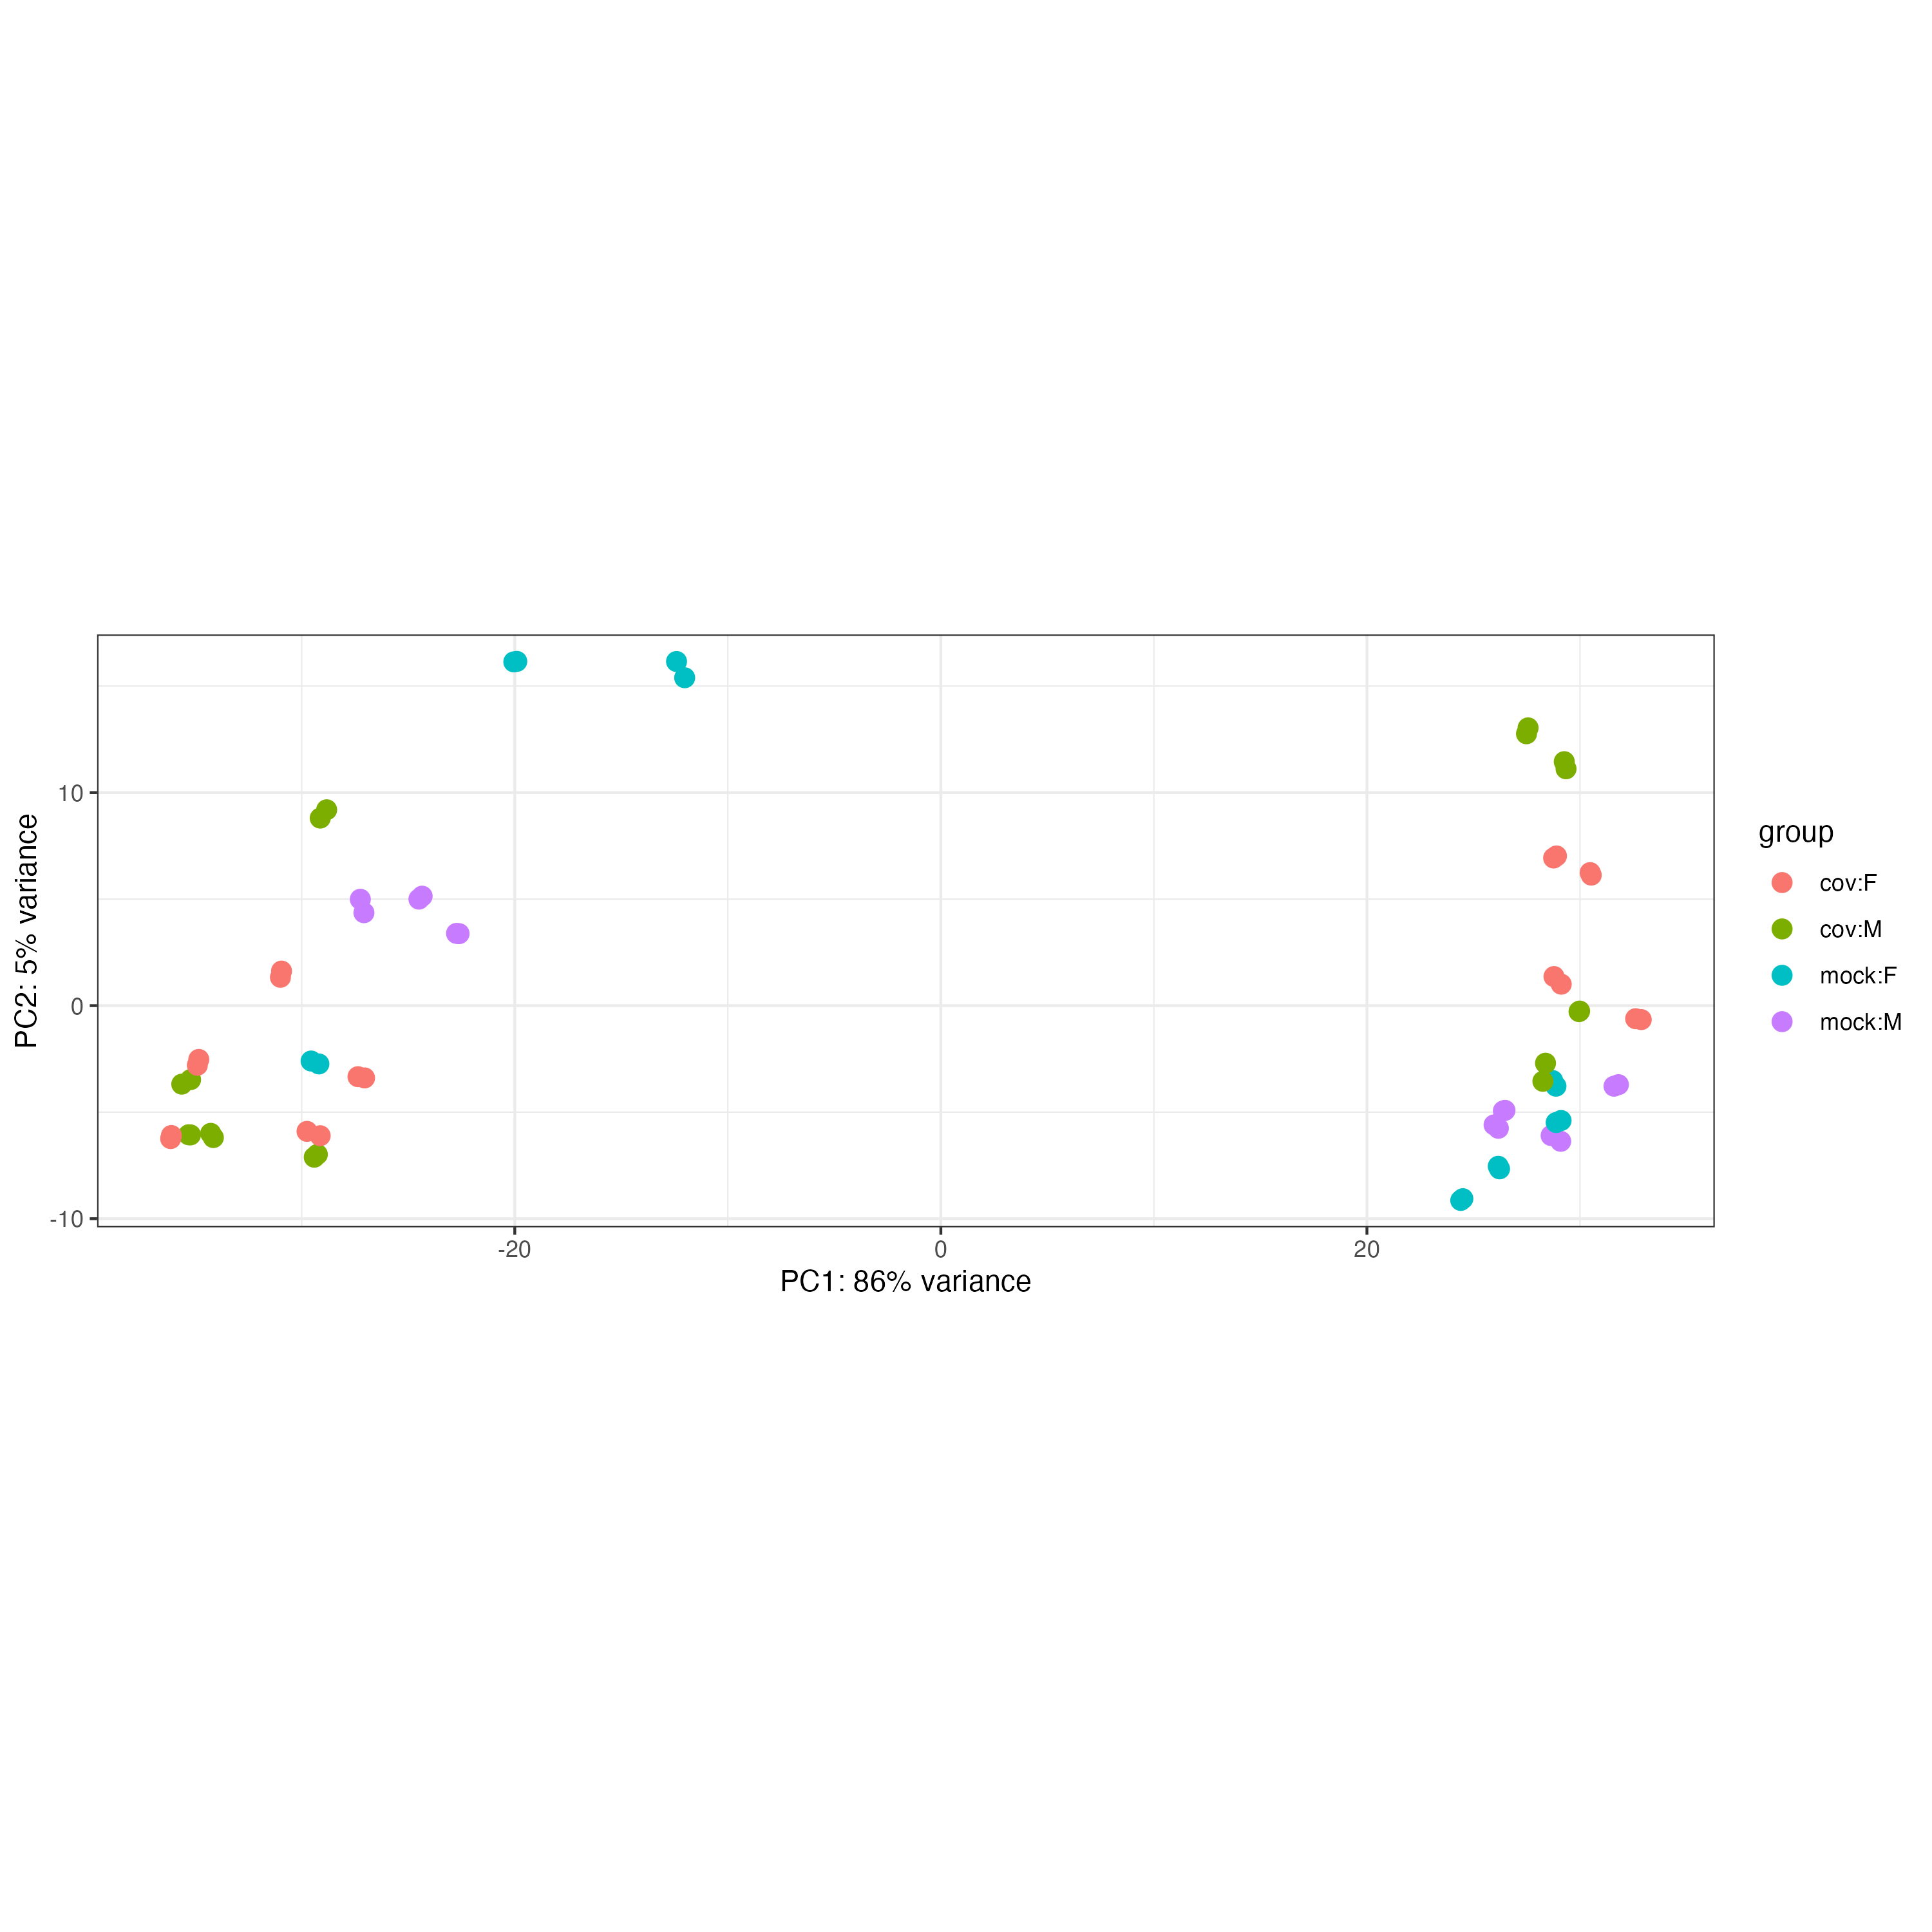 PC2: 5% variance
10
0
-10
-20
0
20
PC1: 86% variance
group
cov:F
cov:M
mock:F
mock:M